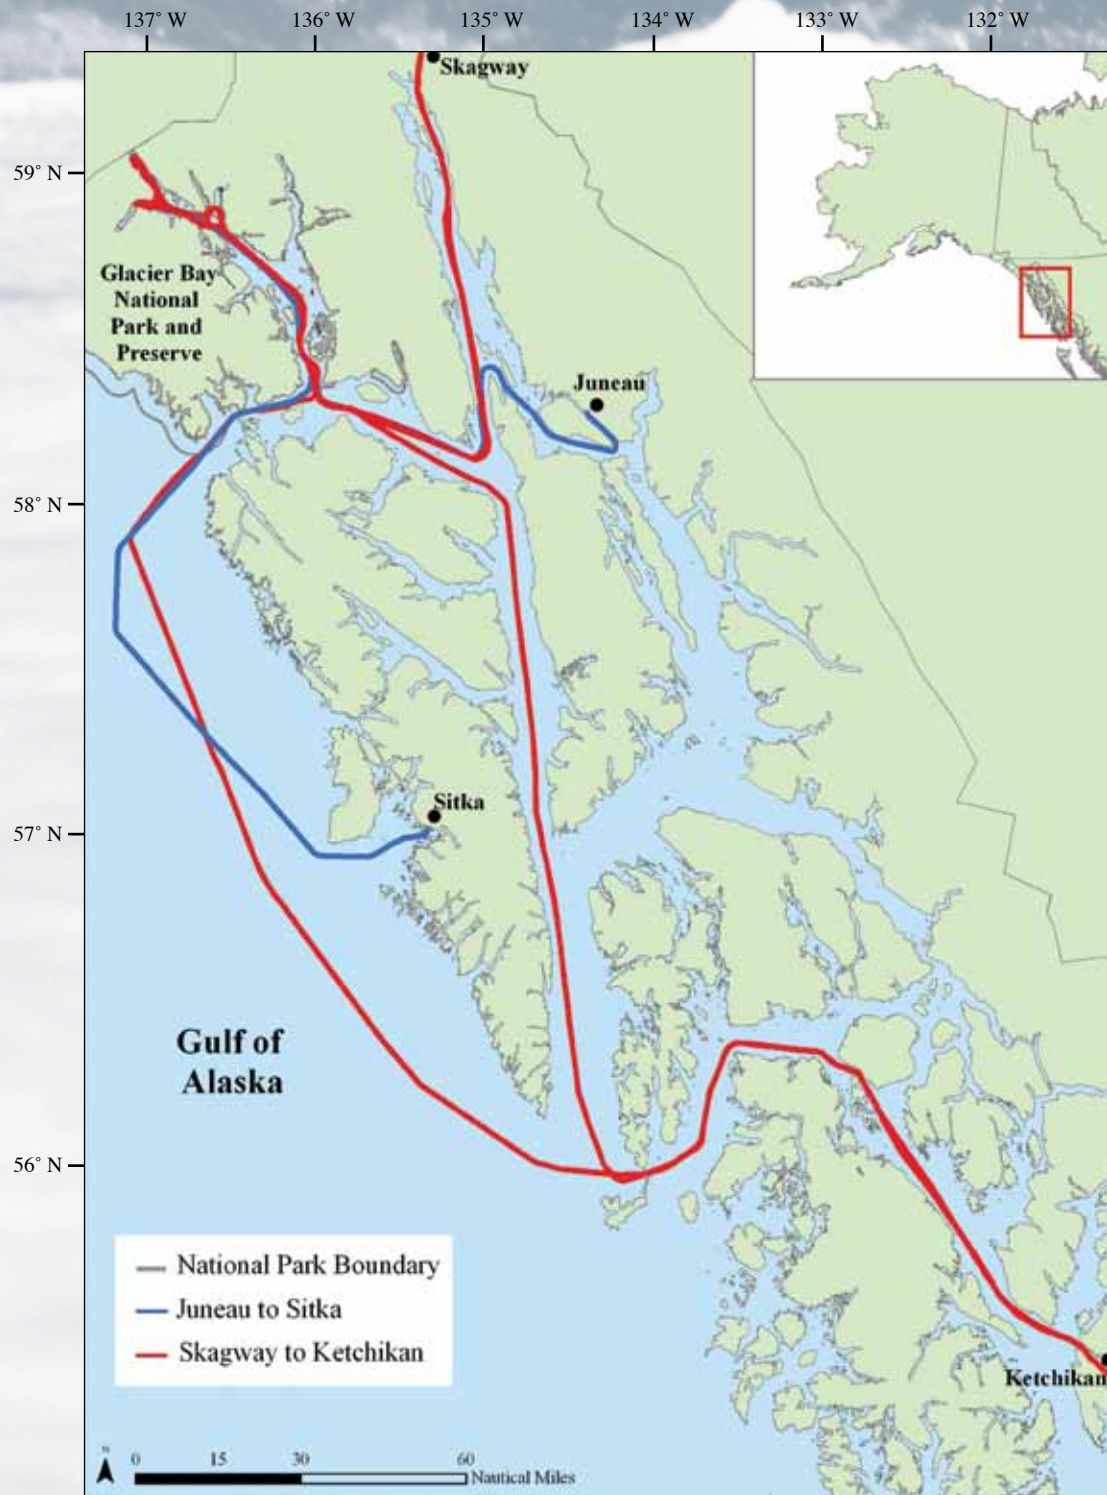 137° W 136° W 135° W 134° W 133° W 132° W
Skagway
59° N
Glacier Bay
National
Park and
Preserve
Juneau
58° N
Sitka
57° N
Gulf of
Alaska
56° N
National Park Boundary
Juneau to Sitka
Skagway to Ketchikan
Ketchikan
N
0 15 30 60
Nautical Miles